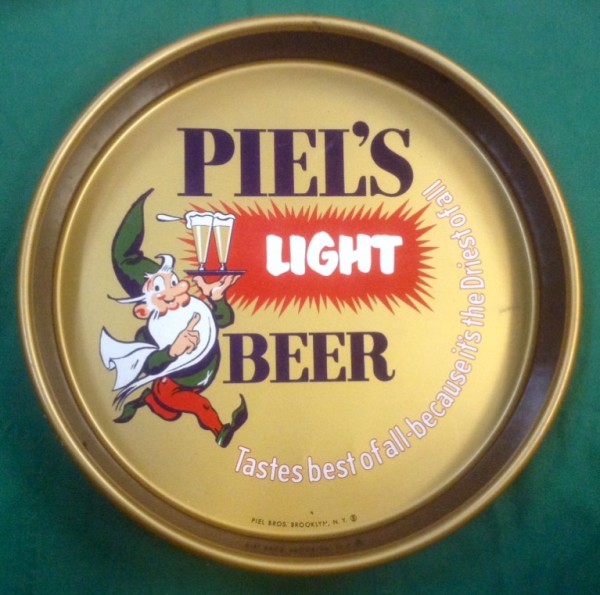 PIEL'S
LIGHT
BEER
Tastes best of all-because it's the Driest of all
PIEL BROS. BROOKLYN, N.Y.